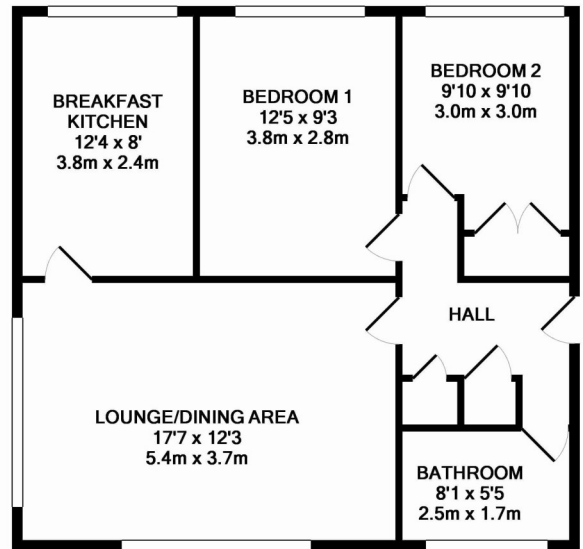 BREAKFAST
KITCHEN
12'4 x 8'
3.8m x 2.4m
BEDROOM 1
12'5 x 9'3
3.8m x 2.8m
BEDROOM 2
9'10 x 9'10
3.0m x 3.0m
HALL
LOUNGE/DINING AREA
17'7 x 12'3
5.4m x 3.7m
BATHROOM
8'1 x 5'5
2.5m x 1.7m